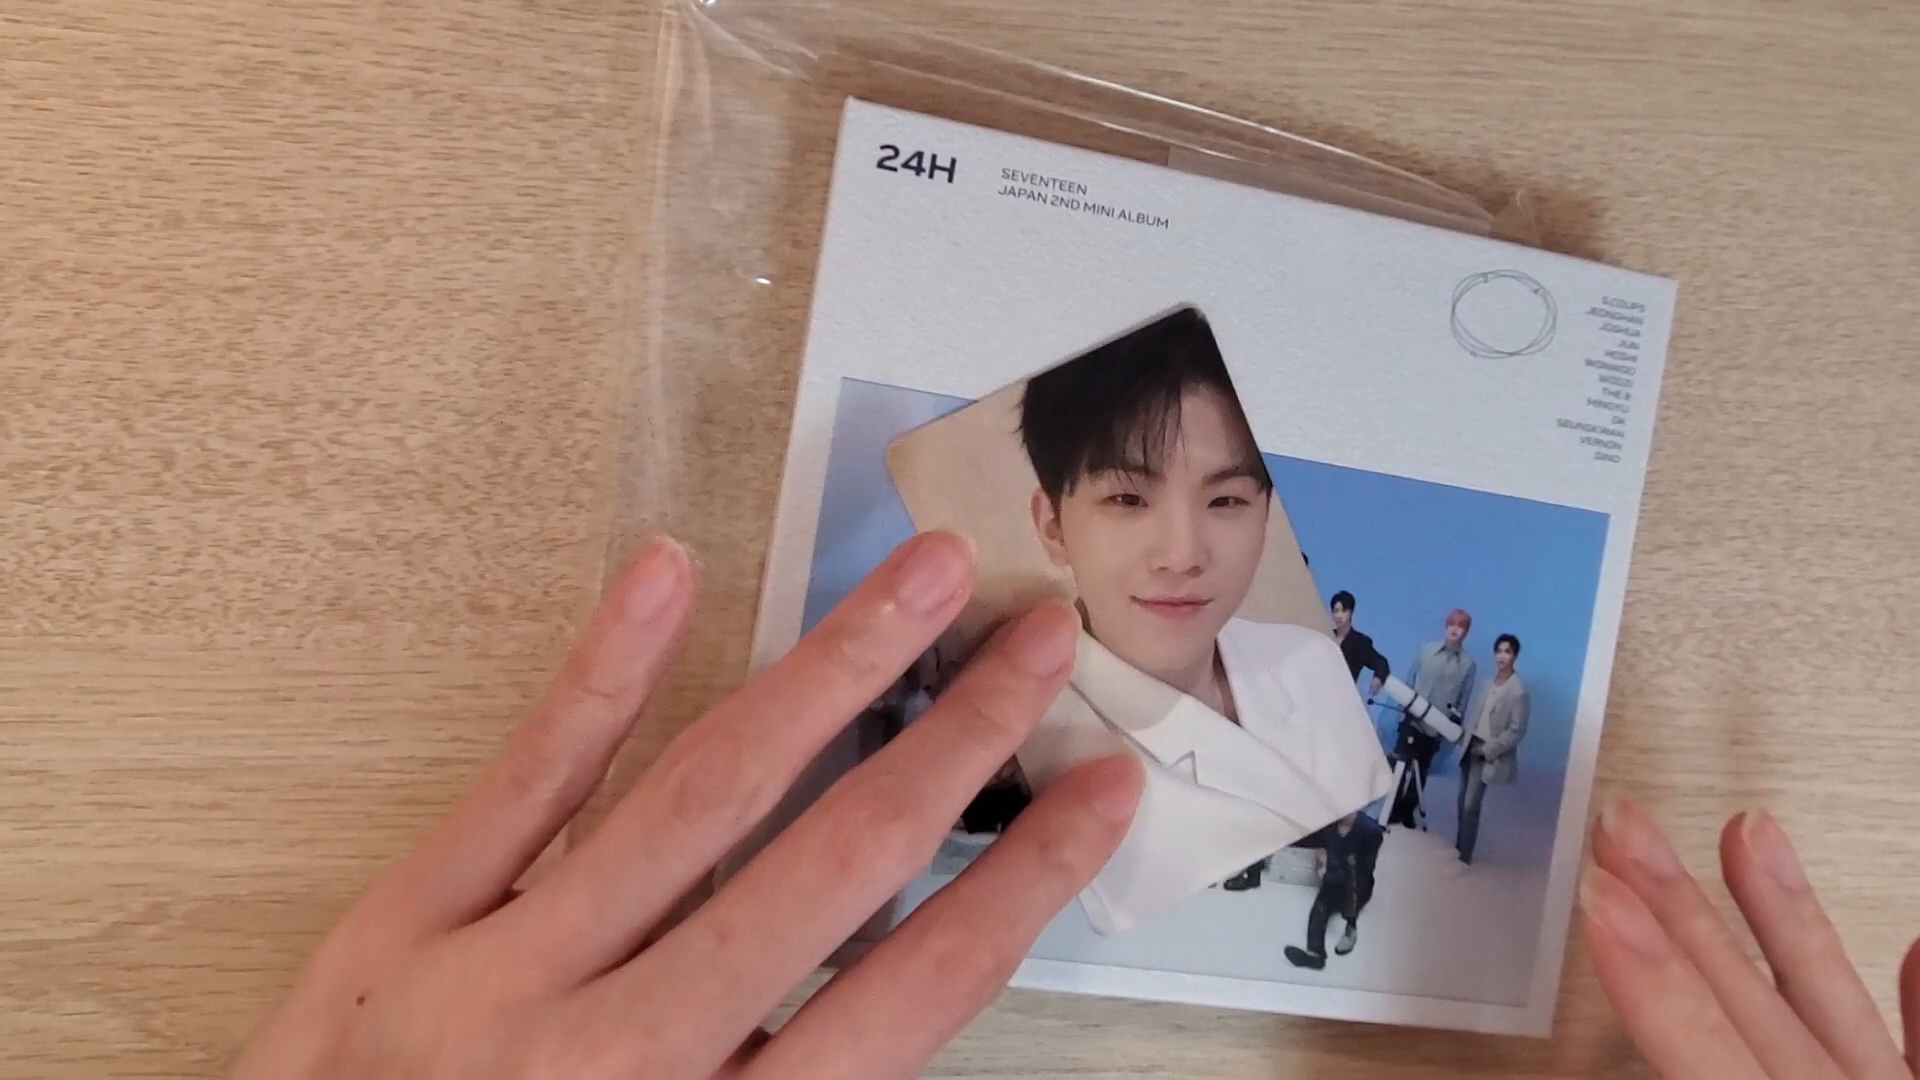 24H
SEVENTEEN
JAPAN 2ND MINI ALBUM
S.COUPS
JEONGHAN
JOSHUA
JUN
HOSHI
WONWOO
WOOZI
THE 8
MINGYU
DK
SEUNGKWAN
VERNON
DINO